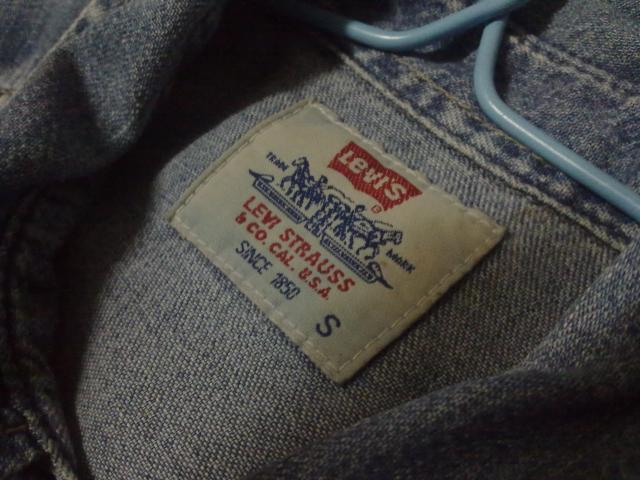 LEVI'S
®
TRADE MARK
LEVI STRAUSS
& CO. CAL. U.S.A.
SINCE 1850
S